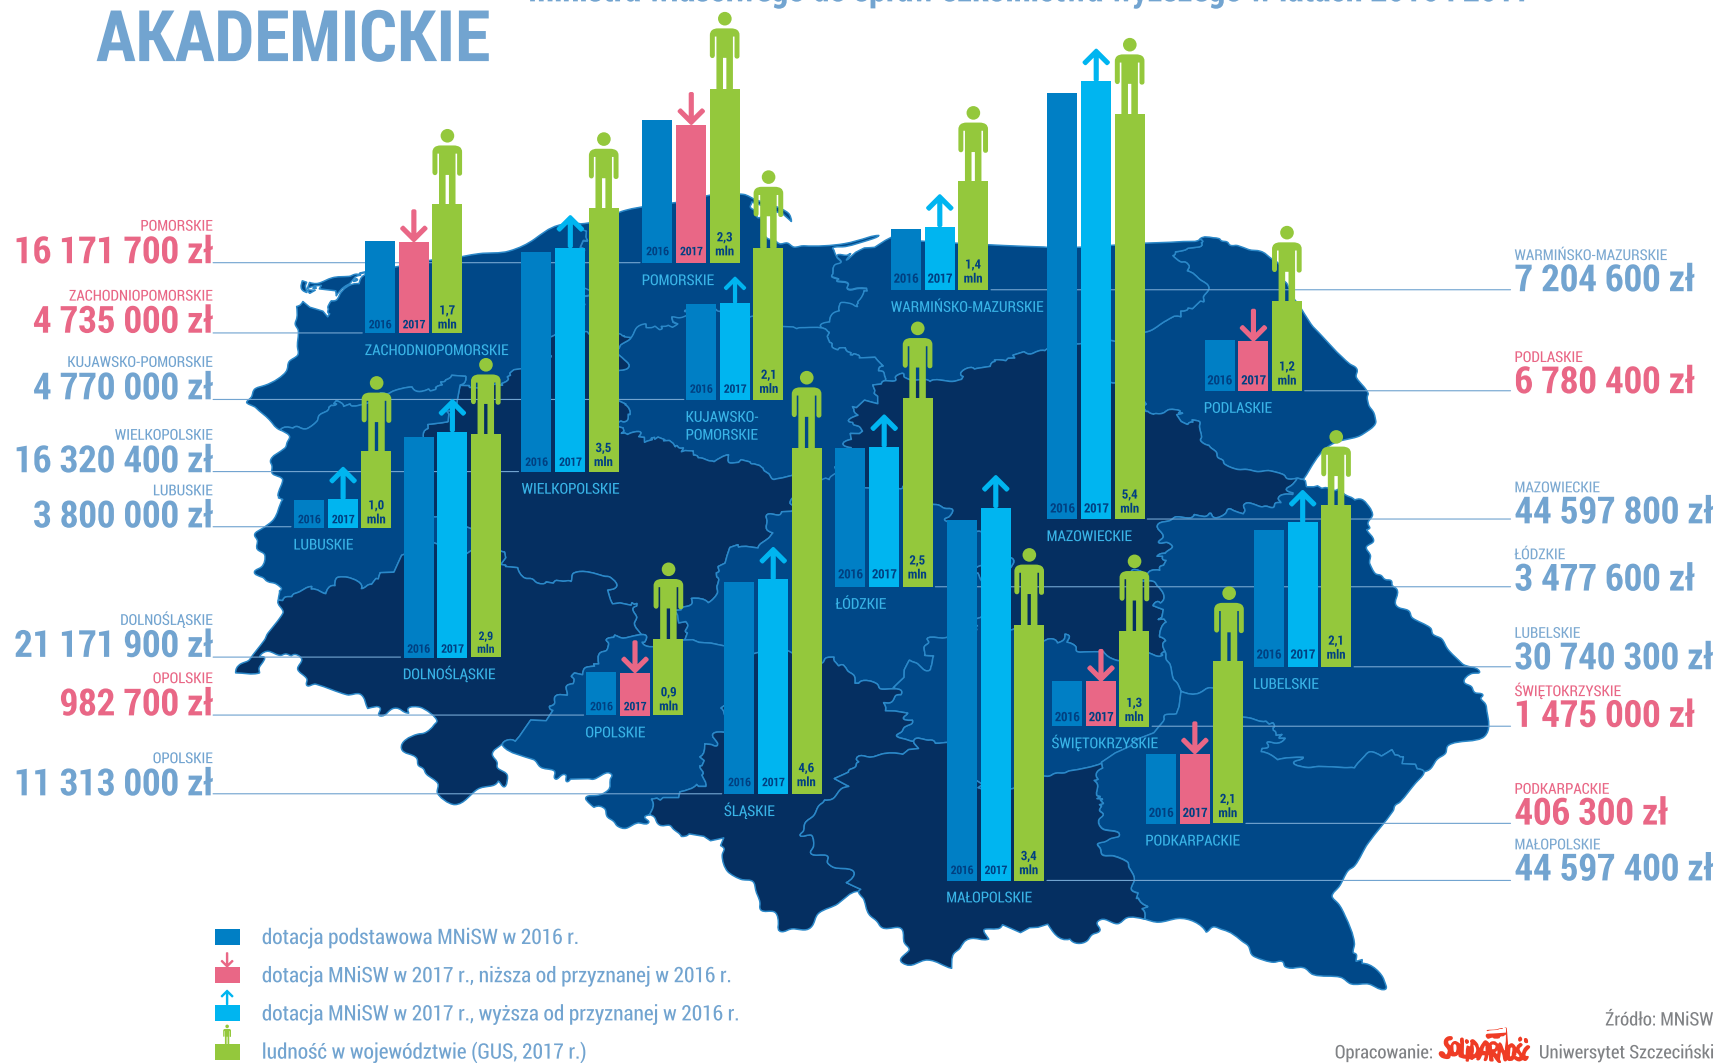 AKADEMICKIE
POMORSKIE
16 171 700 zł
ZACHODNIOPOMORSKIE
4 735 000 zł
KUJAWSKO-POMORSKIE
4 770 000 zł
WIELKOPOLSKIE
16 320 400 zł
LUBUSKIE
3 800 000 zł
DOLNOŚLĄSKIE
21 171 900 zł
OPOLSKIE
982 700 zł
OPOLSKIE
11 313 000 zł
2016 2017 1,7 mln
ZACHODNIOPOMORSKIE
2016 2017 2,3 mln
POMORSKIE
2016 2017 1,4 mln
WARMIŃSKO-MAZURSKIE
2016 2017 1,2 mln
PODLASKIE
2016 2017 2,1 mln
KUJAWSKO-
POMORSKIE
2016 2017 3,5 mln
WIELKOPOLSKIE
2016 2017 1,0 mln
LUBUSKIE
2016 2017 5,4 mln
MAZOWIECKIE
2016 2017 2,5 mln
ŁÓDZKIE
2016 2017 2,9 mln
DOLNOŚLĄSKIE
2016 2017 2,1 mln
LUBELSKIE
2016 2017 0,9 mln
OPOLSKIE
2016 2017 1,3 mln
ŚWIĘTOKRZYSKIE
2016 2017 4,6 mln
ŚLĄSKIE
2016 2017 2,1 mln
PODKARPACKIE
2016 2017 3,4 mln
MAŁOPOLSKIE
WARMIŃSKO-MAZURSKIE
7 204 600 zł
PODLASKIE
6 780 400 zł
MAZOWIECKIE
44 597 800 zł
ŁÓDZKIE
3 477 600 zł
LUBELSKIE
30 740 300 zł
ŚWIĘTOKRZYSKIE
1 475 000 zł
PODKARPACKIE
406 300 zł
MAŁOPOLSKIE
44 597 400 zł
dotacja podstawowa MNiSW w 2016 r.
dotacja MNiSW w 2017 r., niższa od przyznanej w 2016 r.
dotacja MNiSW w 2017 r., wyższa od przyznanej w 2016 r.
ludność w województwie (GUS, 2017 r.)
Źródło: MNiSW
Opracowanie: SOLIDARNOŚĆ Uniwersytet Szczeciński